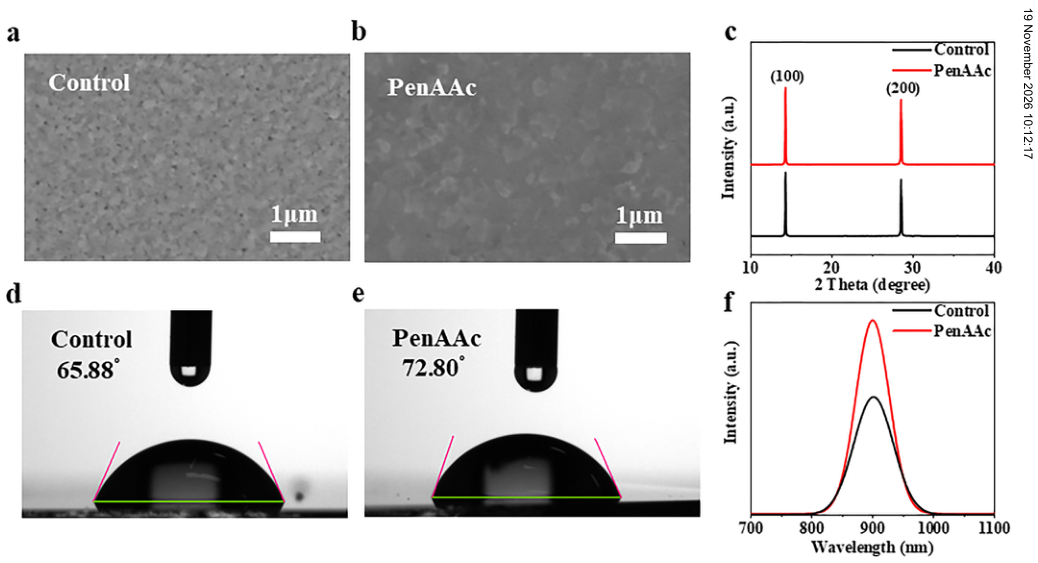 a
Control
1μm
b
PenAAc
1μm
c
Control
PenAAc
(100)
(200)
Intensity (a.u.)
10 20 30 40
2 Theta (degree)
d
Control
65.88°
e
PenAAc
72.80°
f
Control
PenAAc
Intensity (a.u.)
700 800 900 1000 1100
Wavelength (nm)
19 November 2026 10:12:17